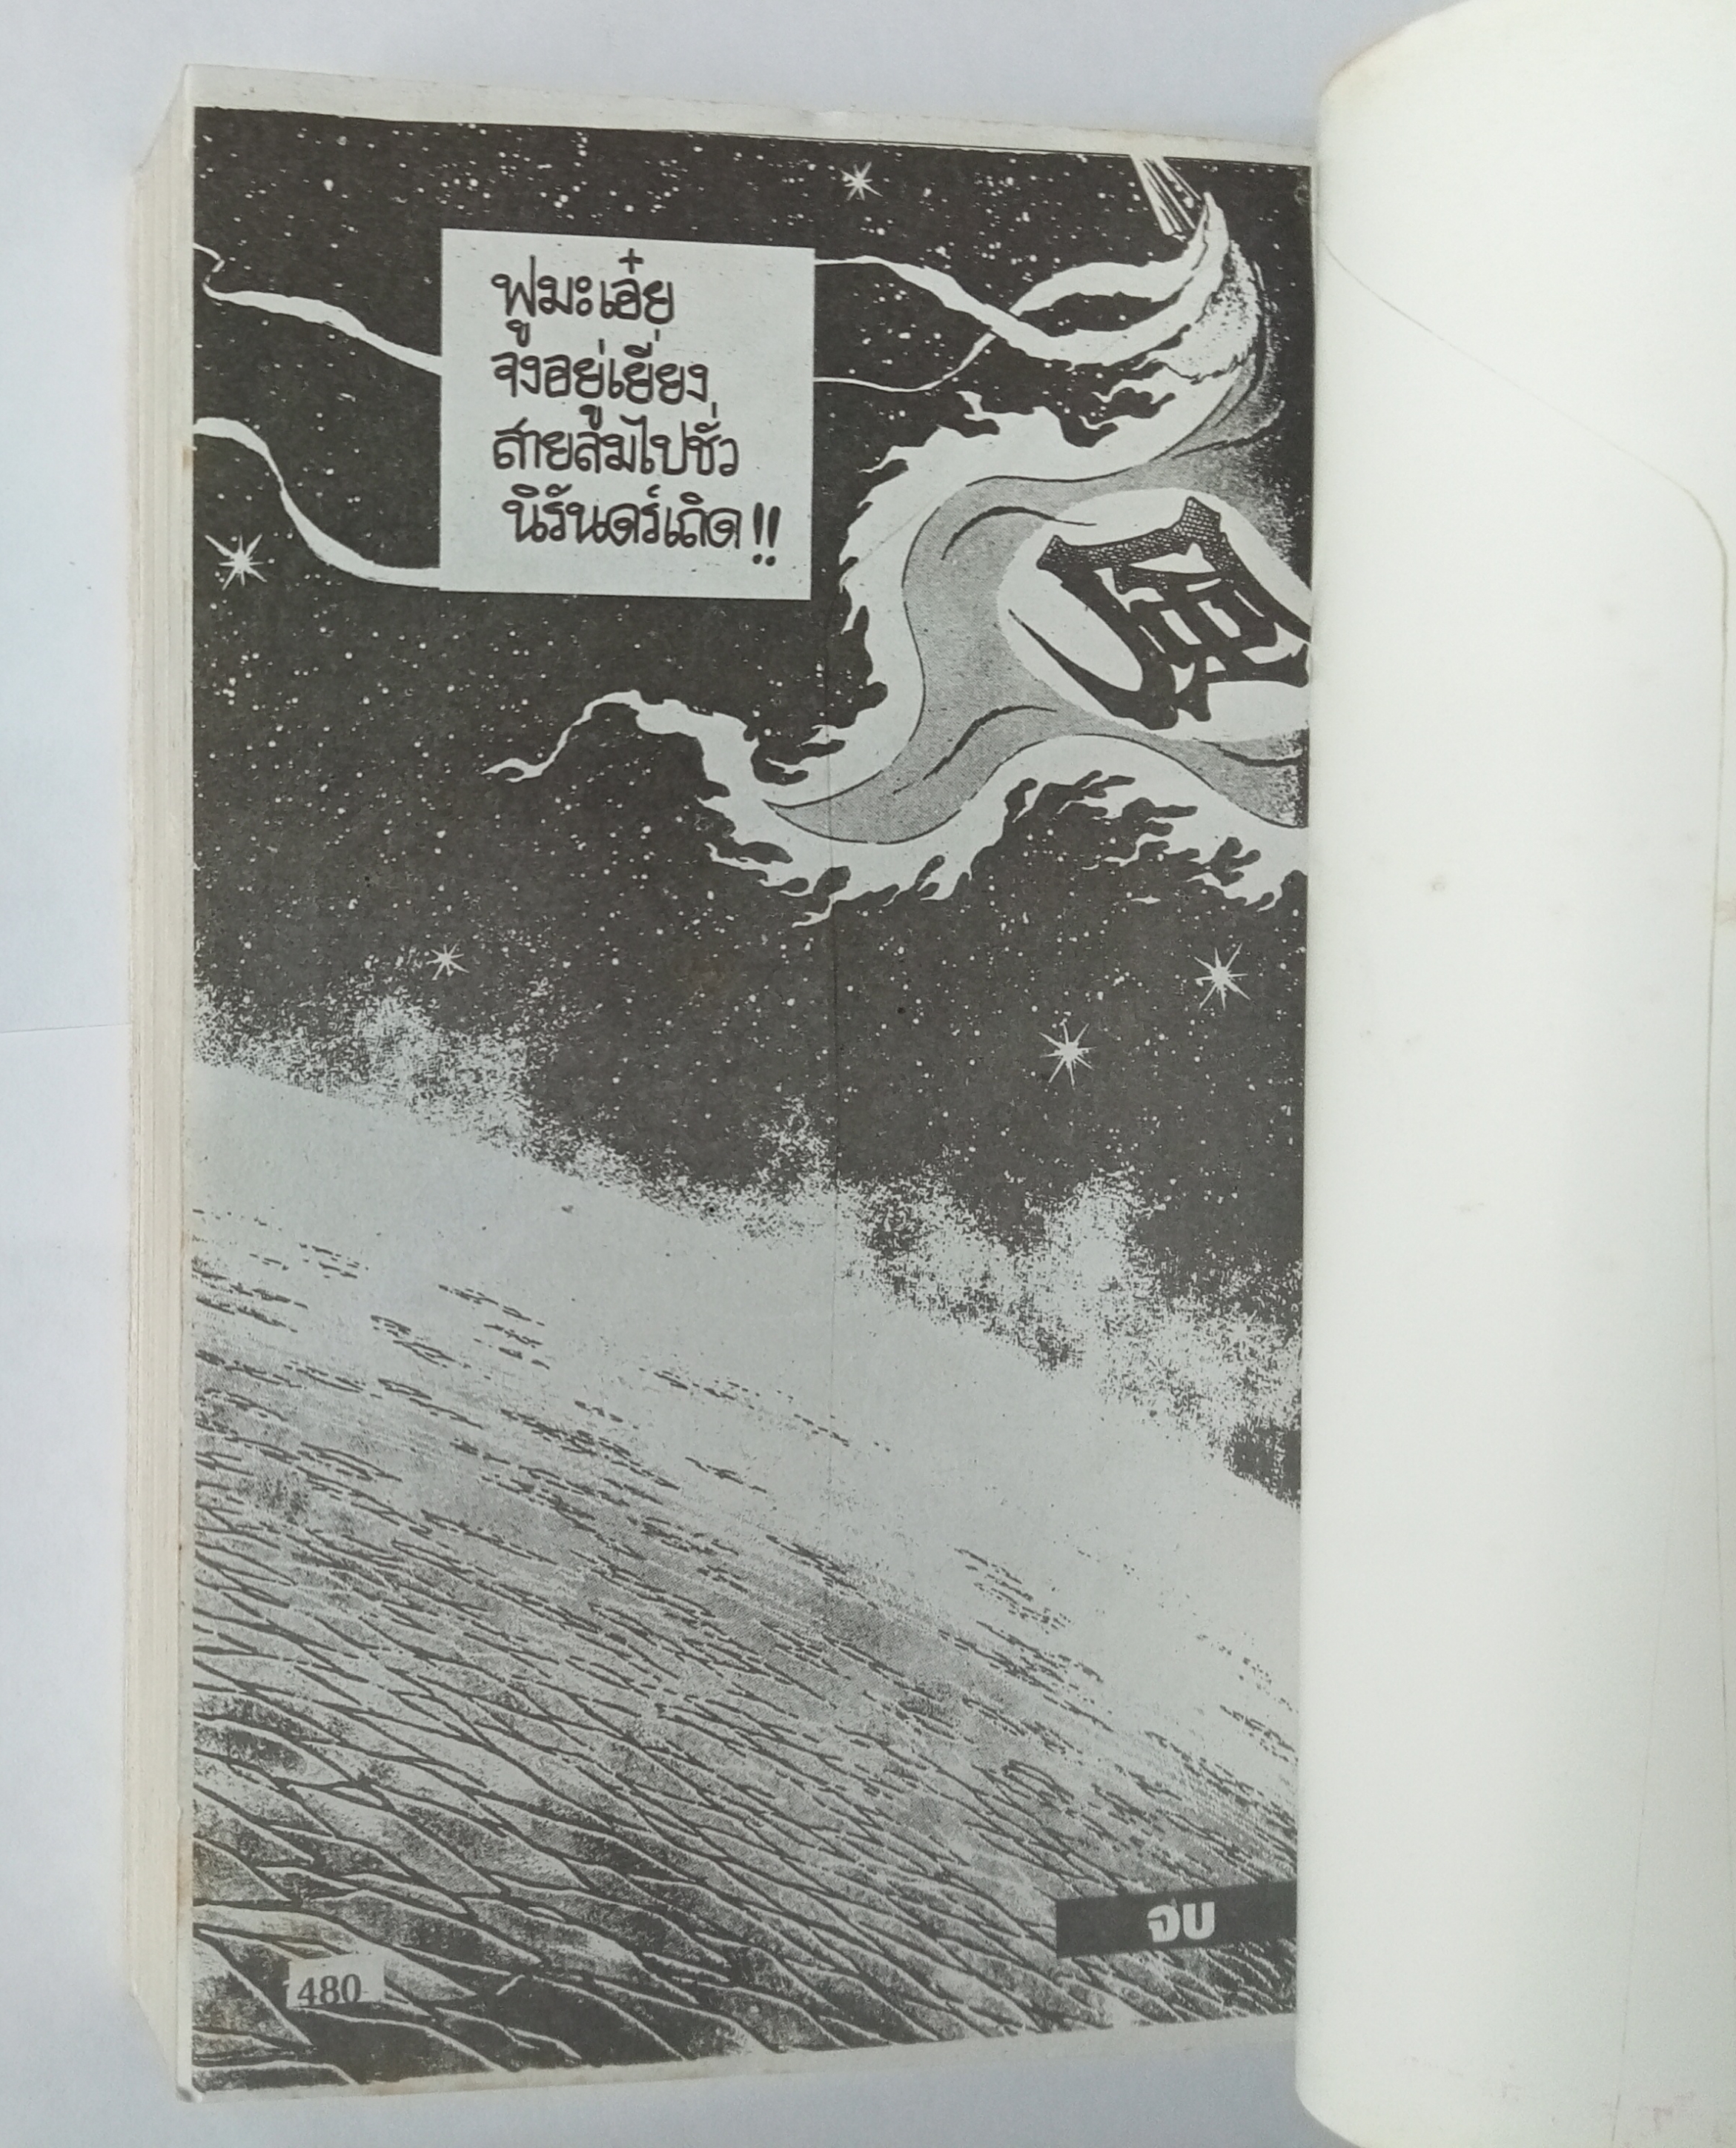 ฟูมะเอ๋ย
จงอยู่เยี่ยง
สายลมไปชั่ว
นิรันดร์เถิด!!
จบ
480